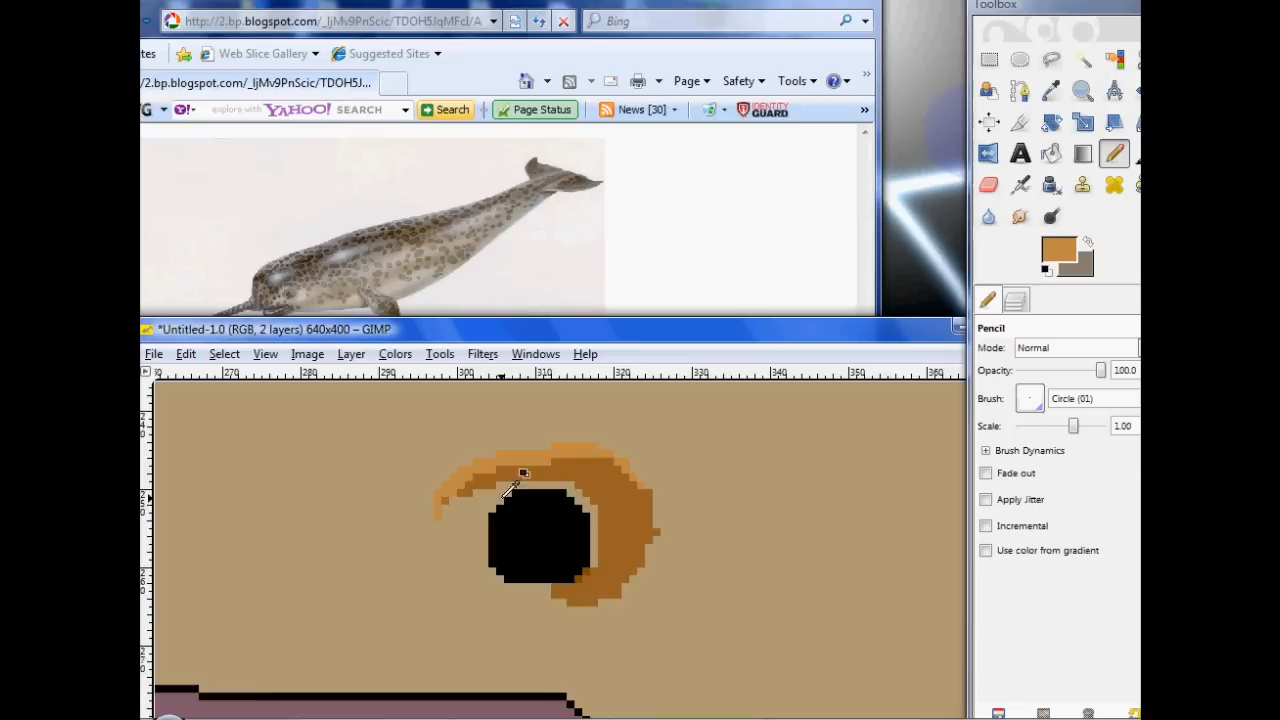 Toolbox
http://2.bp.blogspot.com/_IjMv9PnScic/TDOH5JqMFcI/A
Bing
ites Web Slice Gallery Suggested Sites
/2.bp.blogspot.com/_IjMv9PnScic/TDOH5J...
Page Safety Tools
G Y! explore with YAHOO! SEARCH Search Page Status News [30] IDENTITY GUARD »
*Untitled-1.0 (RGB, 2 layers) 640x400 – GIMP
File Edit Select View Image Layer Colors Tools Filters Windows Help
279 290 300 310 320 330 340 350 360
Pencil
Mode: Normal
Opacity: 100.0
Brush: Circle (01)
Scale: 1.00
Brush Dynamics
Fade out
Apply Jitter
Incremental
Use color from gradient